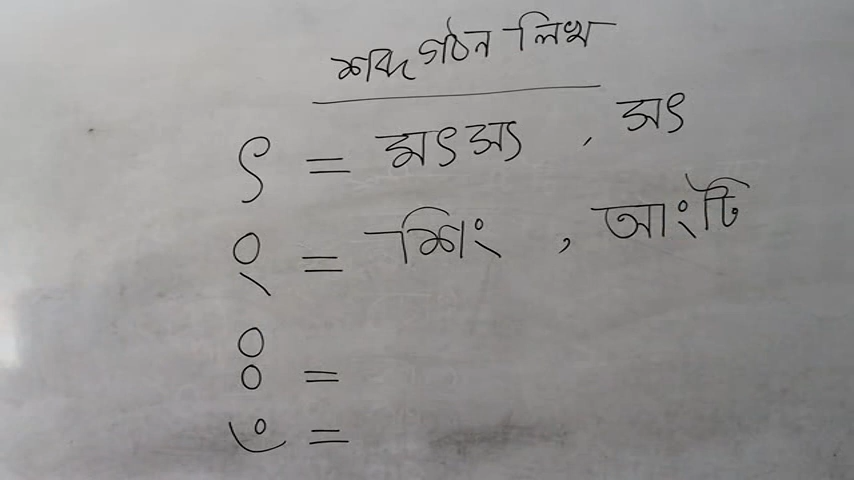 শব্দ গঠন লিখ
ৎ = মৎস্য , সৎ
ং = শিং , আংটি
ঃ =
ঁ =